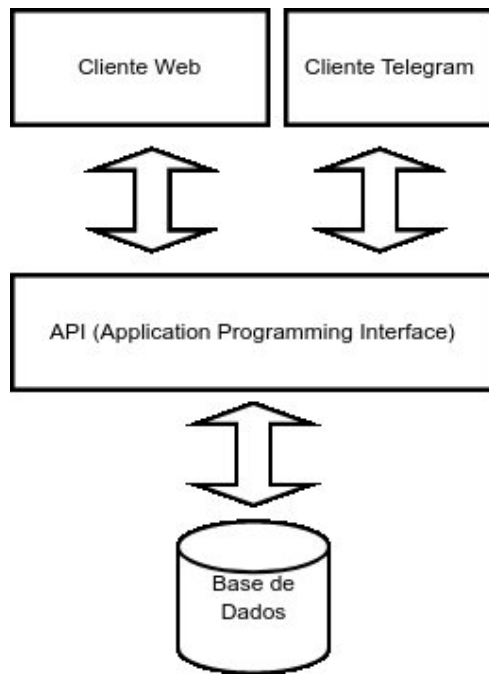 Cliente Web
Cliente Telegram
API (Application Programming Interface)
Base de
Dados